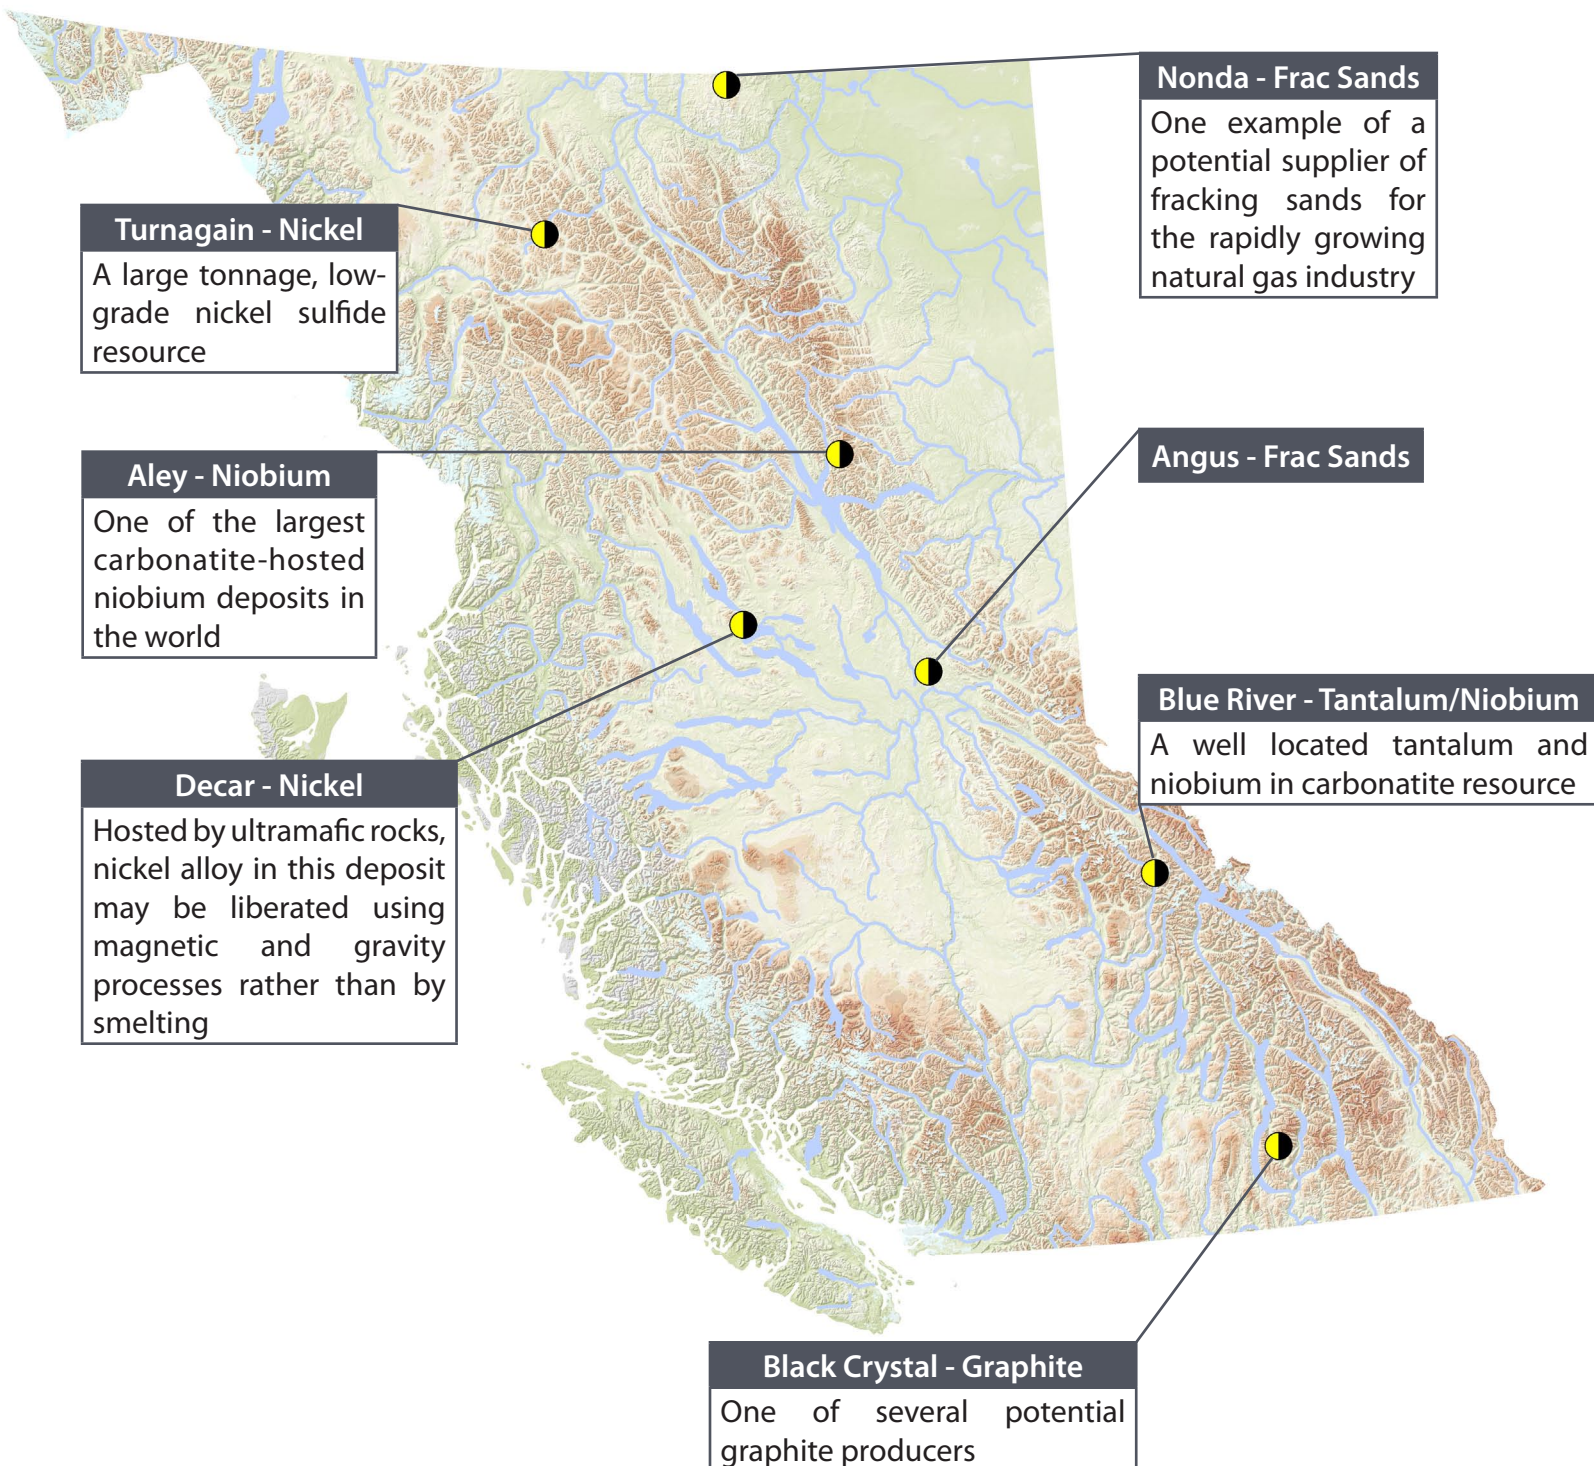 Nonda - Frac Sands
One example of a
potential supplier of
fracking sands for
the rapidly growing
natural gas industry
Turnagain - Nickel
A large tonnage, low-
grade nickel sulfide
resource
Aley - Niobium
One of the largest
carbonatite-hosted
niobium deposits in
the world
Angus - Frac Sands
Blue River - Tantalum/Niobium
A well located tantalum and
niobium in carbonatite resource
Decar - Nickel
Hosted by ultramafic rocks,
nickel alloy in this deposit
may be liberated using
magnetic and gravity
processes rather than by
smelting
Black Crystal - Graphite
One of several potential
graphite producers